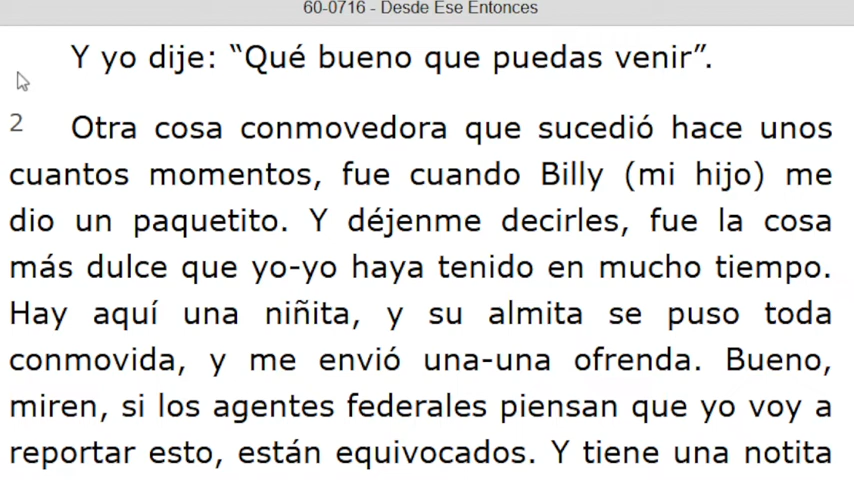 60-0716 - Desde Ese Entonces
Y yo dije: “Qué bueno que puedas venir”.
2 Otra cosa conmovedora que sucedió hace unos
cuantos momentos, fue cuando Billy (mi hijo) me
dio un paquetito. Y déjenme decirles, fue la cosa
más dulce que yo-yo haya tenido en mucho tiempo.
Hay aquí una niñita, y su almita se puso toda
conmovida, y me envió una-una ofrenda. Bueno,
miren, si los agentes federales piensan que yo voy a
reportar esto, están equivocados. Y tiene una notita